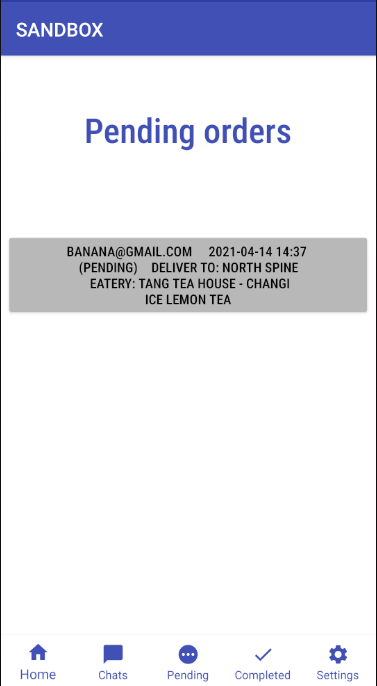 SANDBOX
Pending orders
BANANA@GMAIL.COM 2021-04-14 14:37
(PENDING) DELIVER TO: NORTH SPINE
EATERY: TANG TEA HOUSE - CHANGI
ICE LEMON TEA
Home Chats Pending Completed Settings